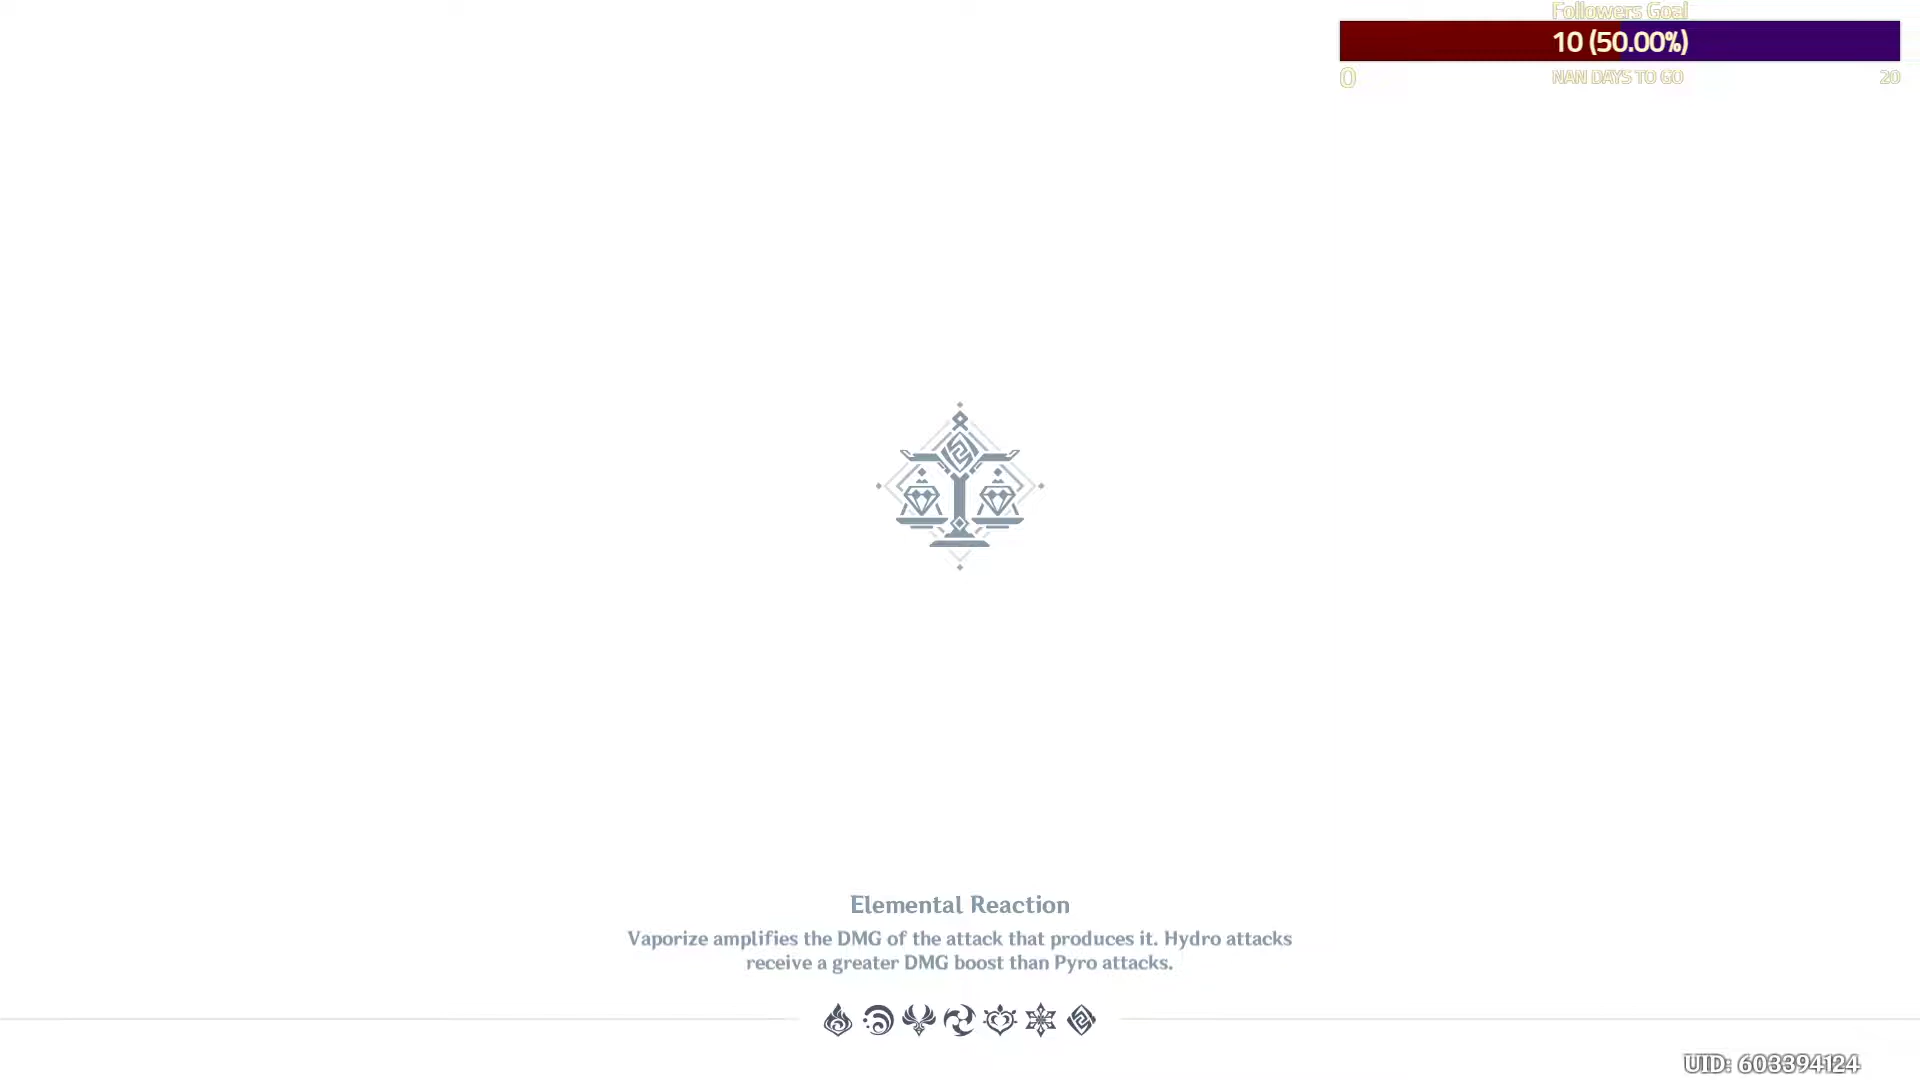 Followers Goal
10 (50.00%)
0 NAN DAYS TO GO 20
Elemental Reaction
Vaporize amplifies the DMG of the attack that produces it. Hydro attacks
receive a greater DMG boost than Pyro attacks.
UID: 603394124